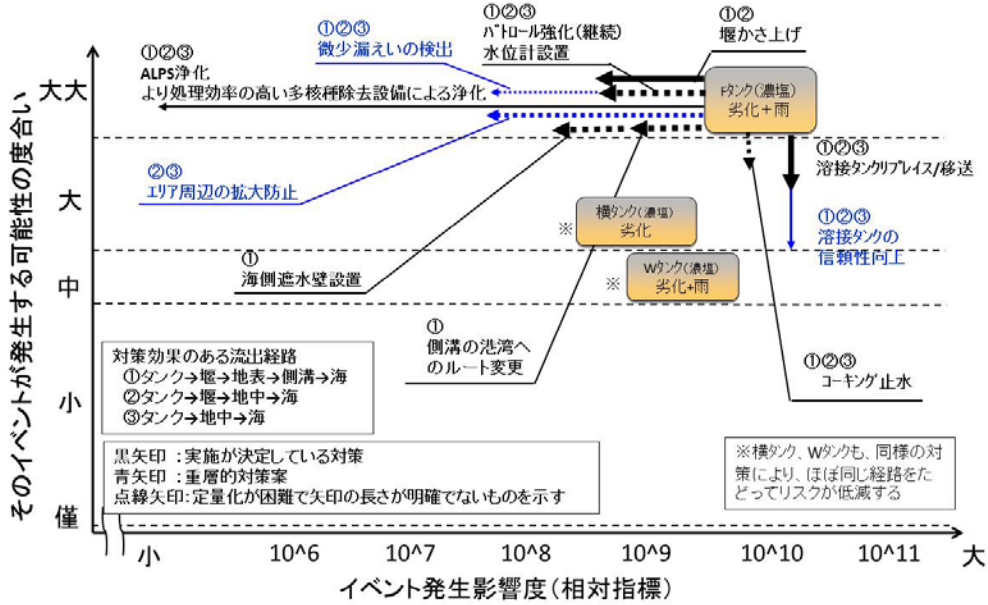 そのイベントが発生する可能性の度合い
大大
大
中
小
僅
①②③
ALPS浄化
より処理効率の高い多核種除去設備による浄化
①②③
微少漏えいの検出
①②③
パトロール強化(継続)
水位計設置
①②
堰かさ上げ
Fタンク(濃塩)
劣化+雨
①②③
溶接タンクリプレイス/移送
②③
エリア周辺の拡大防止
※
横タンク(濃塩)
劣化
①②③
溶接タンクの
信頼性向上
①
海側遮水壁設置
※
Wタンク(濃塩)
劣化+雨
①
側溝の港湾へ
のルート変更
①②③
コーキング止水
対策効果のある流出経路
①タンク→堰→地表→側溝→海
②タンク→堰→地中→海
③タンク→地中→海
黒矢印 :実施が決定している対策
青矢印 :重層的対策案
点線矢印:定量化が困難で矢印の長さが明確でないものを示す
※横タンク、Wタンクも、同様の対
策により、ほぼ同じ経路をた
どってリスクが低減する
小 10^6 10^7 10^8 10^9 10^10 10^11 大
イベント発生影響度(相対指標)